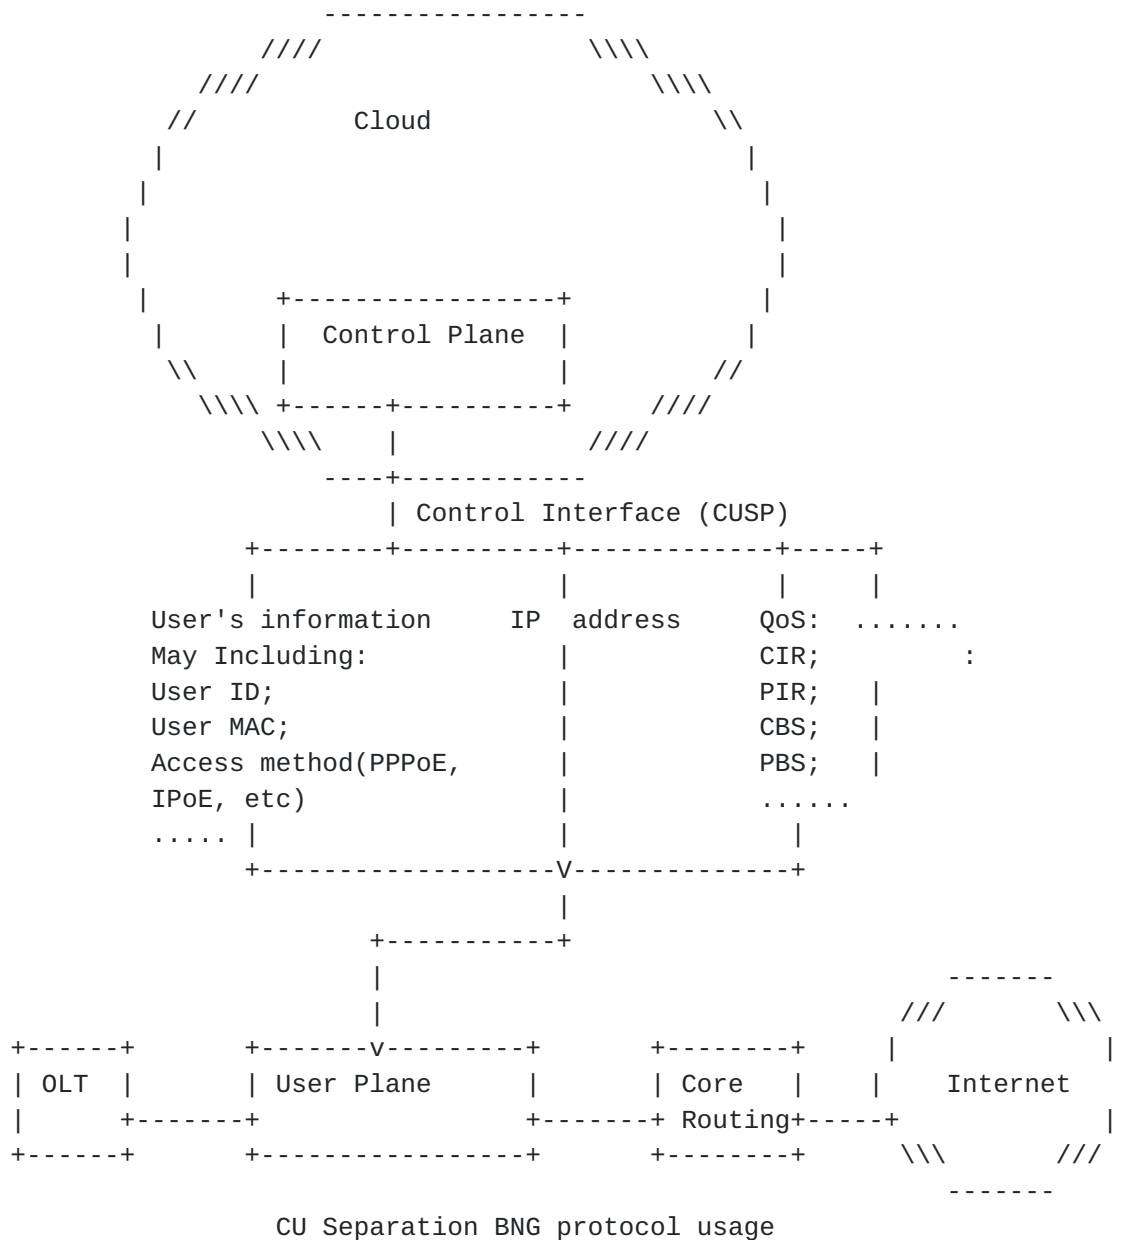 Cloud
Control Plane
Control Interface (CUSP)
User's information IP address QoS: .......
May Including: CIR; :
User ID; PIR;
User MAC; CBS;
Access method(PPPoE, PBS;
IPoE, etc) ......
.....
V
v
OLT User Plane Core Internet
Routing
CU Separation BNG protocol usage